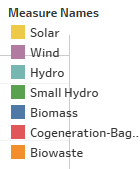 Measure Names
Solar
Wind
Hydro
Small Hydro
Biomass
Cogeneration-Bag..
Biowaste